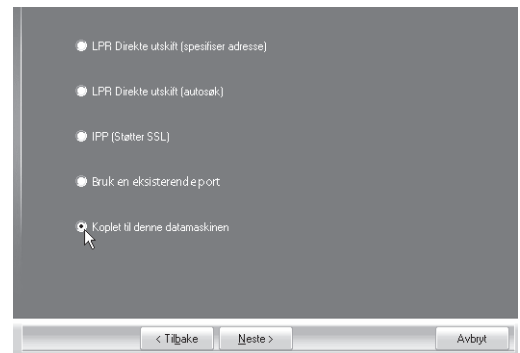 LPR Direkte utskift (spesifiser adresse)
LPR Direkte utskift (autosøk)
IPP (Støtter SSL)
Bruk en eksisterende port
Koplet til denne datamaskinen
< Tilbake Neste > Avbryt